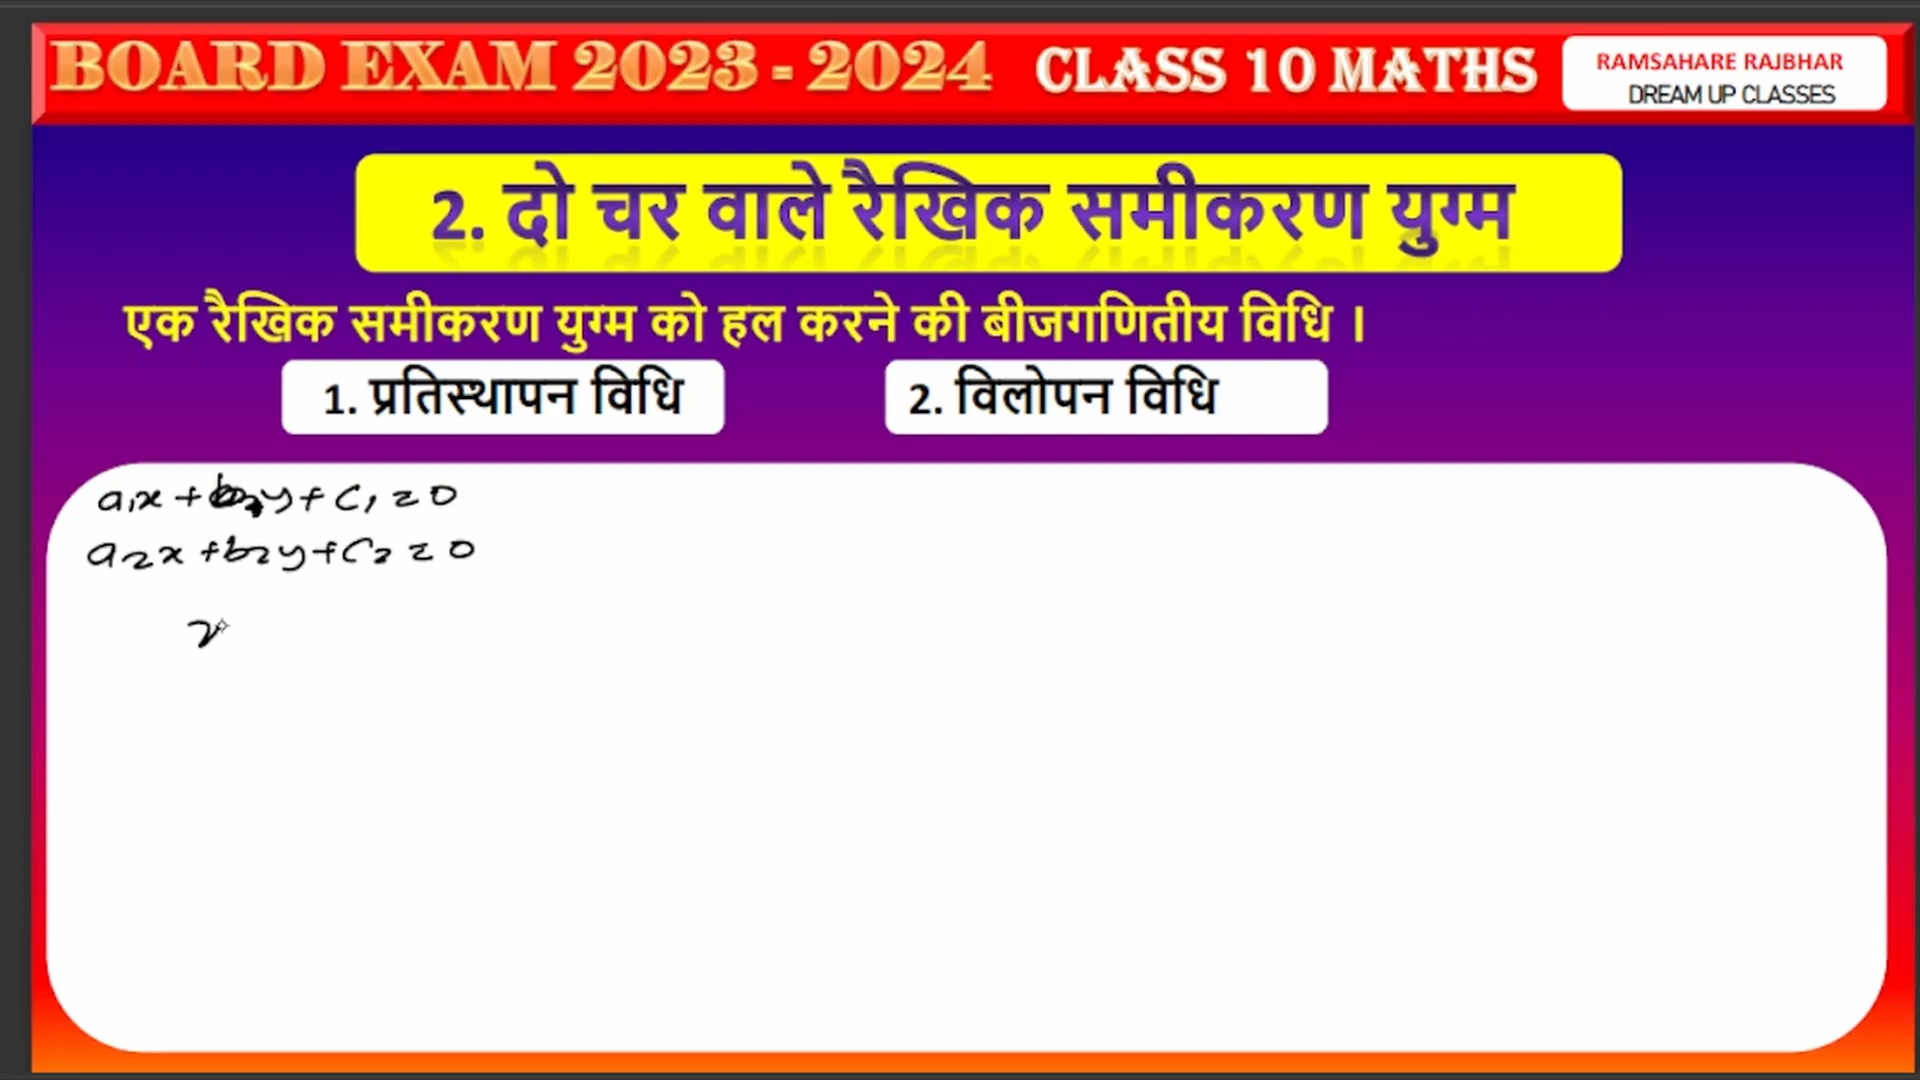 BOARD EXAM 2023 - 2024 CLASS 10 MATHS
RAMSAHARE RAJBHAR
DREAM UP CLASSES
2. दो चर वाले रैखिक समीकरण युग्म
एक रैखिक समीकरण युग्म को हल करने की बीजगणितीय विधि ।
1. प्रतिस्थापन विधि 2. विलोपन विधि
a₁x + b₁y + c₁ = 0
a₂x + b₂y + c₂ = 0